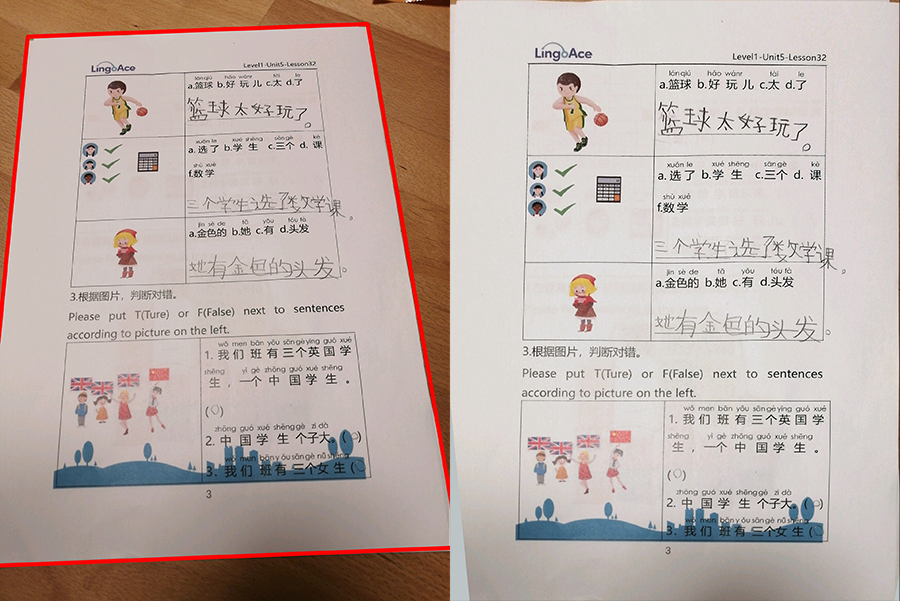 LingoAce Level1-Unit5-Lesson32
lánqiú hǎo wánr tài le
a.篮球 b.好 玩 儿 c.太 d.了
篮球太好玩了。
xuǎn le xué shēng sāngè kè
a. 选了 b.学 生 c.三个 d. 课
shù xué
f.数学
三个学生选了数学课。
jīn sè de tā yǒu tóu fà
a.金色的 b.她 c.有 d.头发
她有金色的头发。
3.根据图片，判断对错。
Please put T(Ture) or F(False) next to sentences
according to picture on the left.
wǒ men bān yǒu sāngè yīng guó xué
1. 我 们 班 有 三个 英 国 学
shēng yì gè zhōng guó xué shēng
生 ，一个 中 国 学 生 。
(○)
zhōng guó xué shēng gè zi dà
2. 中 国 学 生 个子大。(○)
wǒ men bān yǒu sān gè nǚ shēng
3. 我 们 班 有 三个女 生 (○
3
LingoAce Level1-Unit5-Lesson32
lánqiú hǎo wánr tài le
a.篮球 b.好 玩 儿 c.太 d.了
篮球太好玩了。
xuǎn le xué shēng sāngè kè
a. 选了 b.学 生 c.三个 d. 课
shù xué
f.数学
三个学生选了数学课。
jīn sè de tā yǒu tóu fà
a.金色的 b.她 c.有 d.头发
她有金色的头发。
3.根据图片，判断对错。
Please put T(Ture) or F(False) next to sentences
according to picture on the left.
wǒ men bān yǒu sāngè yīng guó xué
1. 我 们 班 有 三个 英 国 学
shēng yì gè zhōng guó xué shēng
生 ，一个 中 国 学 生 。
(○)
zhōng guó xué shēng gè zi dà
2. 中 国 学 生 个子大。(○)
wǒ men bān yǒu sān gè nǚ shēng
3. 我 们 班 有 三个女 生 (○
3